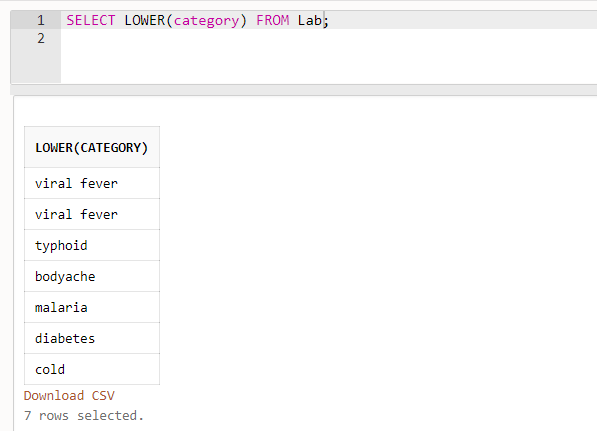 1 SELECT LOWER(category) FROM Lab;
2
LOWER(CATEGORY)
viral fever
viral fever
typhoid
bodyache
malaria
diabetes
cold
Download CSV
7 rows selected.